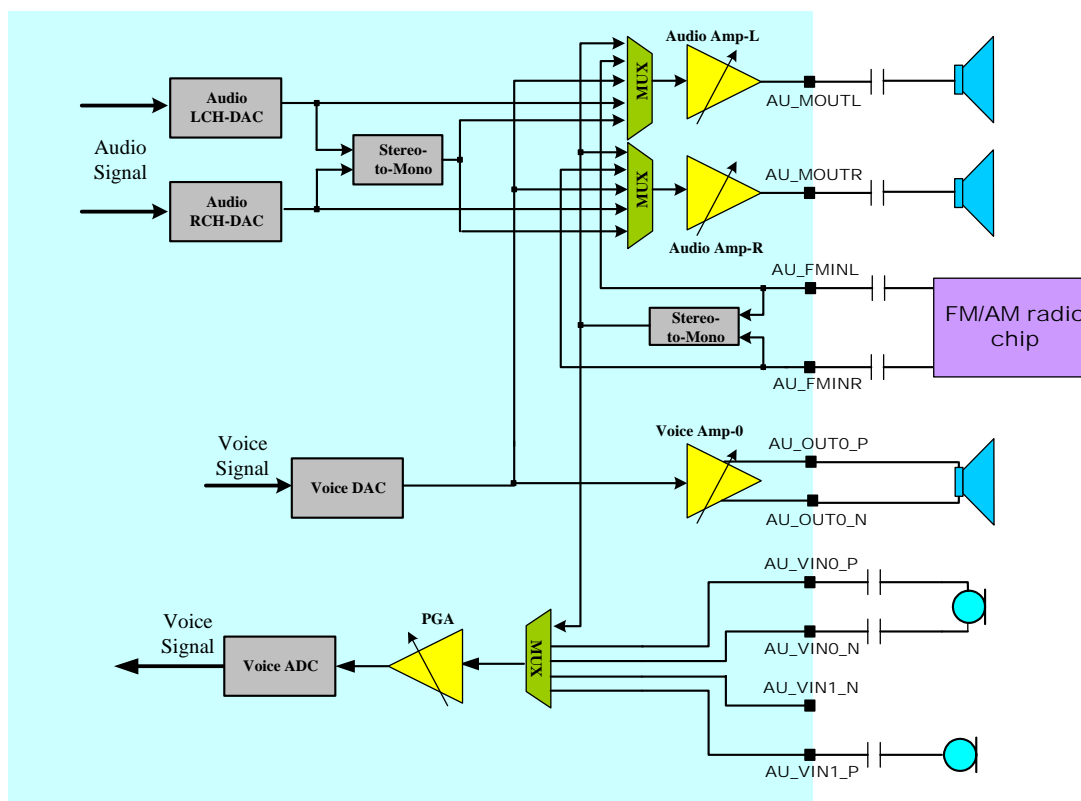 Audio Amp-L
MUX
AU_MOUTL
Audio
LCH-DAC
Audio
Signal
Stereo-
to-Mono
MUX
AU_MOUTR
Audio
RCH-DAC
Audio Amp-R
AU_FMINL
Stereo-
to-Mono
FM/AM radio
chip
AU_FMINR
Voice Amp-0
AU_OUT0_P
Voice
Signal
Voice DAC
AU_OUT0_N
AU_VIN0_P
Voice
Signal
PGA
MUX
AU_VIN0_N
Voice ADC
AU_VIN1_N
AU_VIN1_P